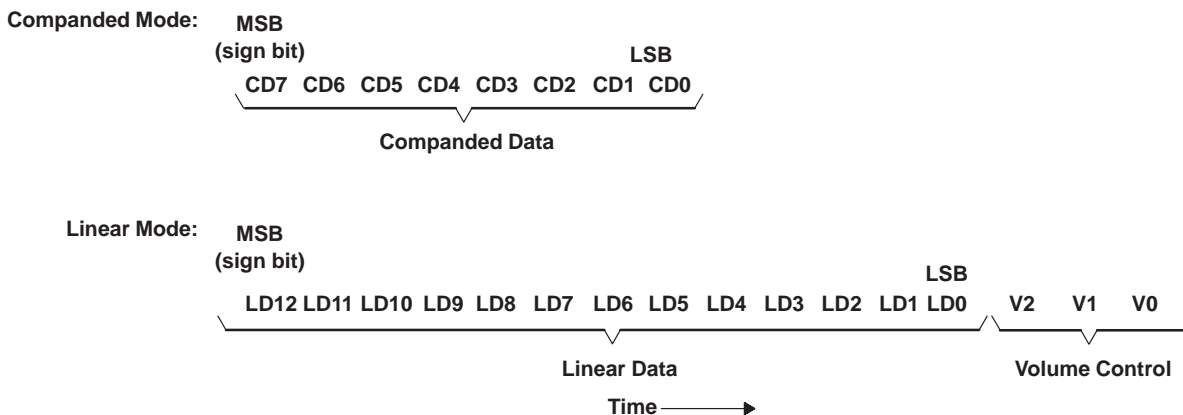 Companded Mode: MSB
(sign bit) LSB
CD7 CD6 CD5 CD4 CD3 CD2 CD1 CD0
Companded Data
Linear Mode: MSB
(sign bit) LSB
LD12 LD11 LD10 LD9 LD8 LD7 LD6 LD5 LD4 LD3 LD2 LD1 LD0 V2 V1 V0
Linear Data Volume Control
Time